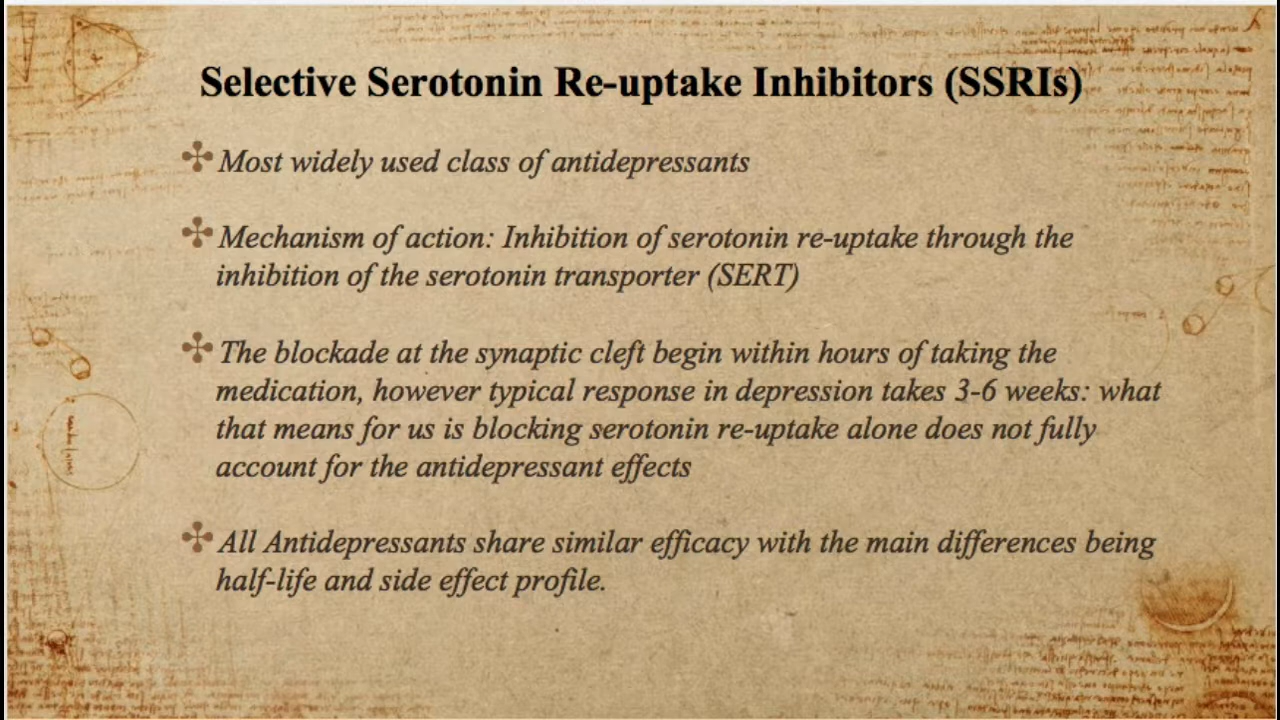 Selective Serotonin Re-uptake Inhibitors (SSRIs)
Most widely used class of antidepressants
Mechanism of action: Inhibition of serotonin re-uptake through the
inhibition of the serotonin transporter (SERT)
The blockade at the synaptic cleft begin within hours of taking the
medication, however typical response in depression takes 3-6 weeks: what
that means for us is blocking serotonin re-uptake alone does not fully
account for the antidepressant effects
All Antidepressants share similar efficacy with the main differences being
half-life and side effect profile.